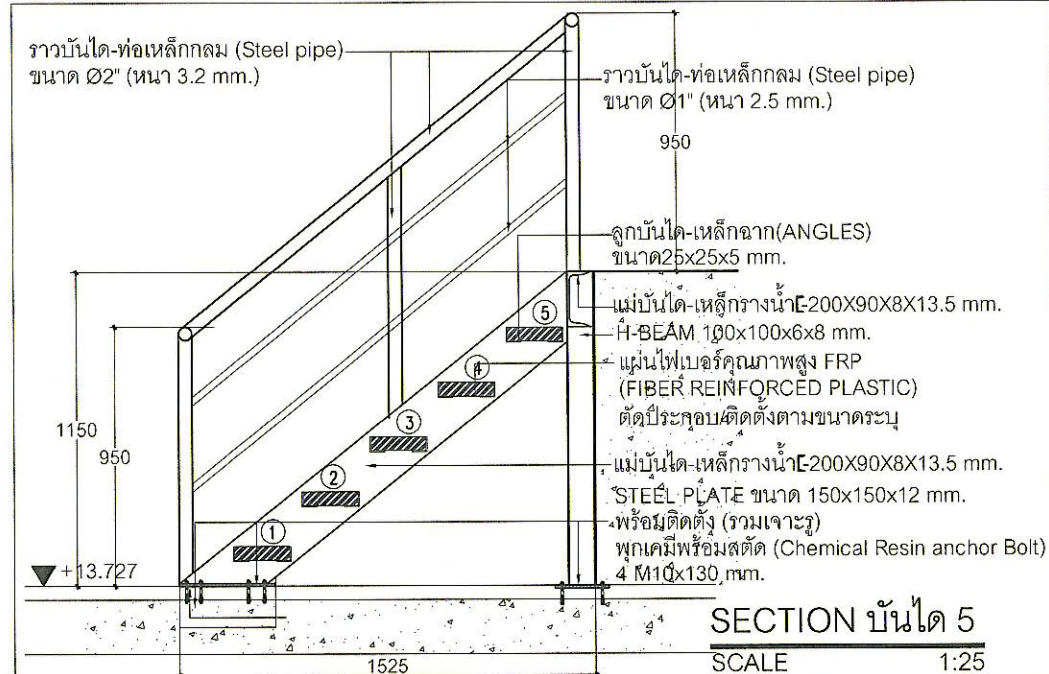 ราวบันได-ท่อเหล็กกลม (Steel pipe)
ขนาด Ø2" (หนา 3.2 mm.)
ราวบันได-ท่อเหล็กกลม (Steel pipe)
ขนาด Ø1" (หนา 2.5 mm.)
950
ลูกบันได-เหล็กฉาก(ANGLES)
ขนาด25x25x5 mm.
แม่บันได-เหล็กรางน้ำ[-200X90X8X13.5 mm.
H-BEAM 100x100x6x8 mm.
แผ่นไฟเบอร์คุณภาพสูง FRP
(FIBER REINFORCED PLASTIC)
ตัดประกอบ/ติดตั้งตามขนาดระบุ
แม่บันได-เหล็กรางน้ำ[-200X90X8X13.5 mm.
STEEL PLATE ขนาด 150x150x12 mm.
พร้อมติดตั้ง (รวมเจาะรู)
พุกเคมีพร้อมสตัด (Chemical Resin anchor Bolt)
4 M10x130 mm.
5
4
3
2
1
1150
950
+13.727
1525
SECTION บันได 5
SCALE 1:25